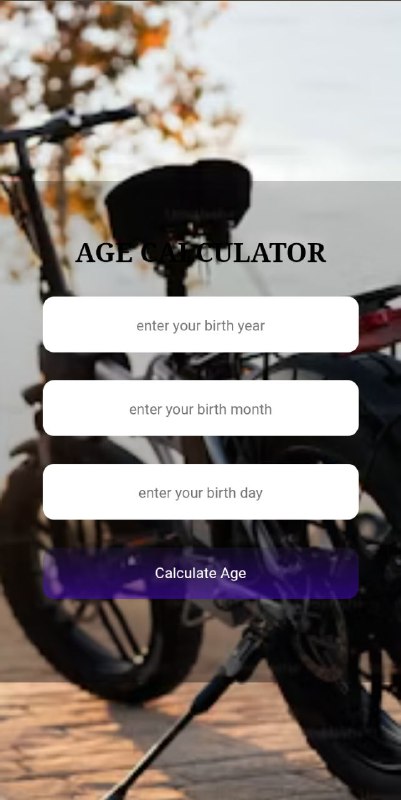 AGE CALCULATOR
enter your birth year
enter your birth month
enter your birth day
Calculate Age